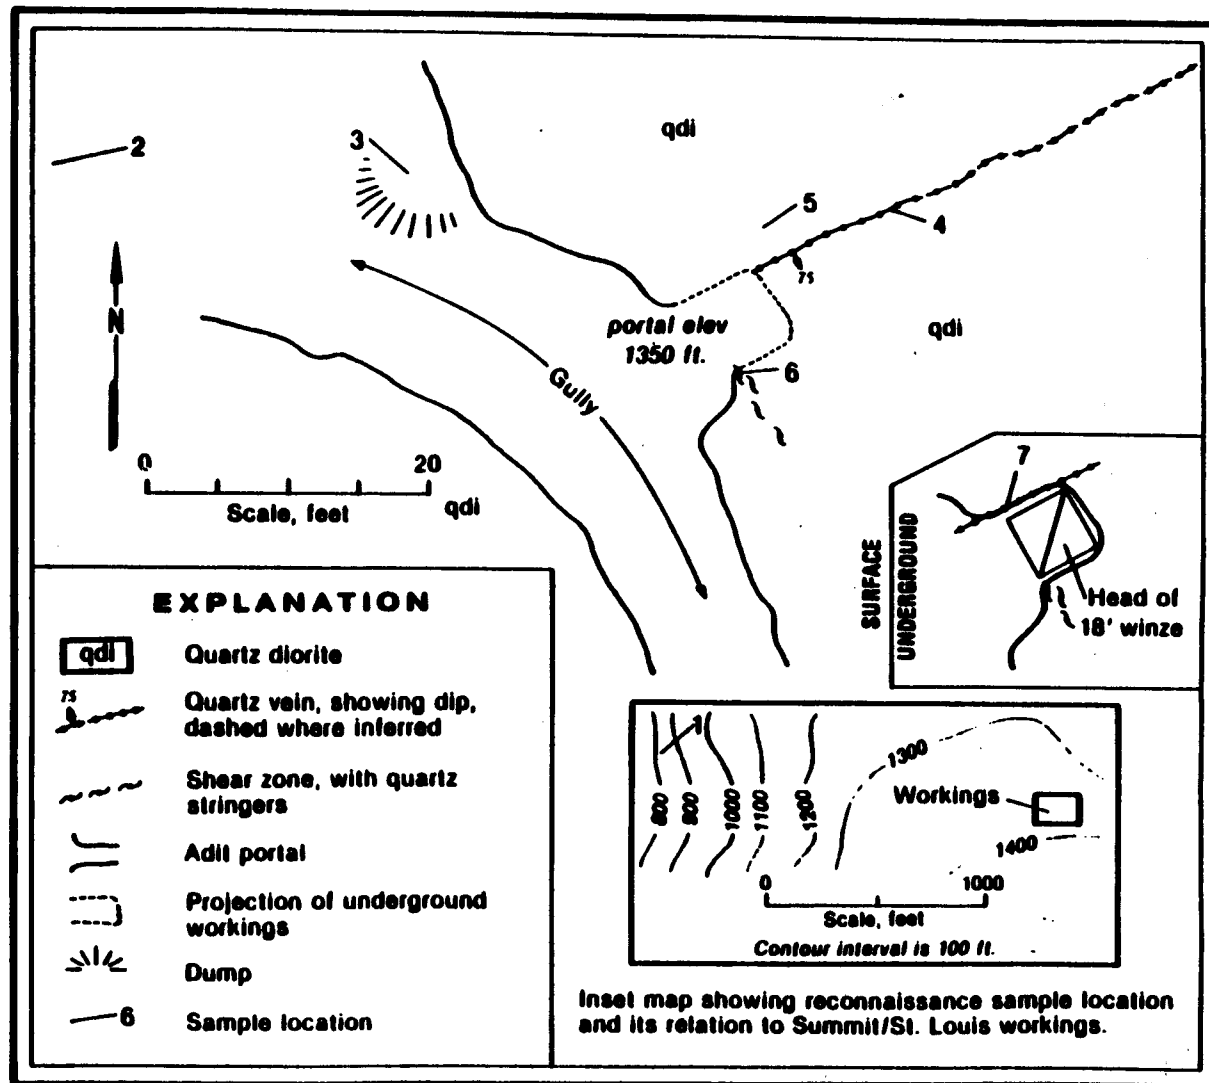 qdi
2
3
5
4
75
N
portal elev
1350 ft.
qdi
6
Gully
0 20
Scale, feet
qdi
7
SURFACE
UNDERGROUND
Head of
18' winze
EXPLANATION
qdi Quartz diorite
75 Quartz vein, showing dip,
dashed where inferred
Shear zone, with quartz
stringers
Adit portal
Projection of underground
workings
Dump
6 Sample location
1
800
900
1000
1100
1200
1300
Workings
1400
0 1000
Scale, feet
Contour interval is 100 ft.
Inset map showing reconnaissance sample location
and its relation to Summit/St. Louis workings.